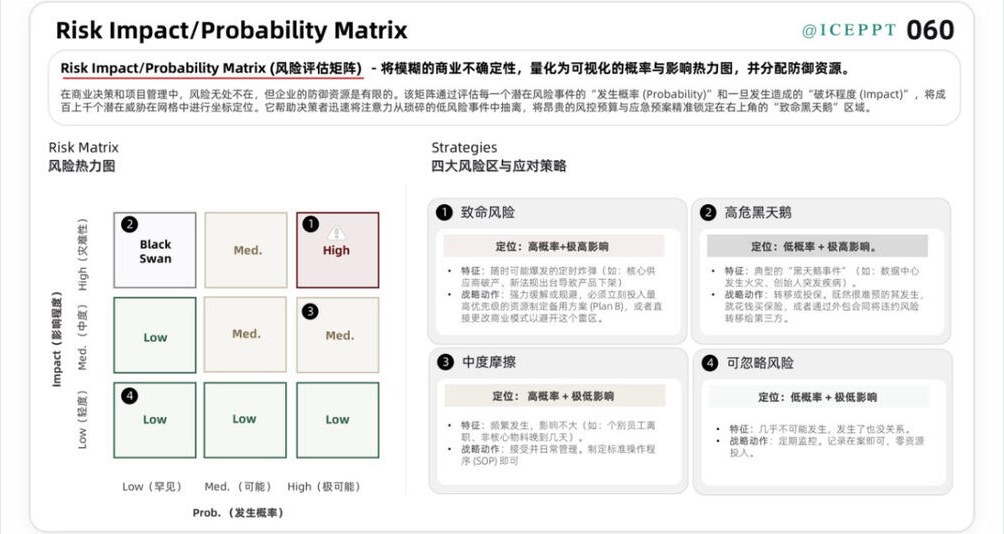 Risk Impact/Probability Matrix
@ICEPPT 060
Risk Impact/Probability Matrix (风险评估矩阵) - 将模糊的商业不确定性，量化为可视化的概率与影响热力图，并分配防御资源。
在商业决策和项目管理中，风险无处不在，但企业的防御资源是有限的。该矩阵通过评估每一个潜在风险事件的“发生概率 (Probability)”和一旦发生造成的“破坏程度 (Impact)”，将成
百上千个潜在威胁在网格中进行坐标定位。它帮助决策者迅速将注意力从琐碎的低风险事件中抽离，将昂贵的风控预算与应急预案精准锁定在右上角的“致命黑天鹅”区域。
Risk Matrix
风险热力图
Impact（影响程度）
High（灾难性）
2
Black
Swan
Med.
1
High
Med.（中度）
Low
Med.
3
Med.
Low（轻度）
4
Low
Low
Low
Low（罕见）
Med.（可能）
High（极可能）
Prob.（发生概率）
Strategies
四大风险区与应对策略
1 致命风险
定位：高概率+极高影响
• 特征：随时可能爆发的定时炸弹（如：核心供
应商破产、新法规出台导致产品下架）
• 战略动作：强力缓解或规避，必须立刻投入最
高优先级的资源制定备用方案 (Plan B)，或者直
接更改商业模式以避开这个雷区。
2 高危黑天鹅
定位：低概率 + 极高影响。
• 特征：典型的“黑天鹅事件”（如：数据中心
发生火灾、创始人突发疾病）。
• 战略动作：转移或投保。既然很难预防其发生，
就花钱买保险，或者通过外包合同将违约风险
转移给第三方。
3 中度摩擦
定位： 高概率 + 极低影响
• 特征：频繁发生，影响不大（如：个别员工离
职、非核心物料晚到几天）。
• 战略动作：接受并日常管理。制定标准操作程
序 (SOP) 即可
4 可忽略风险
定位：低概率 + 极低影响
• 特征：几乎不可能发生，发生了也没关系。
• 战略动作：定期监控。记录在案即可，零资源
投入。